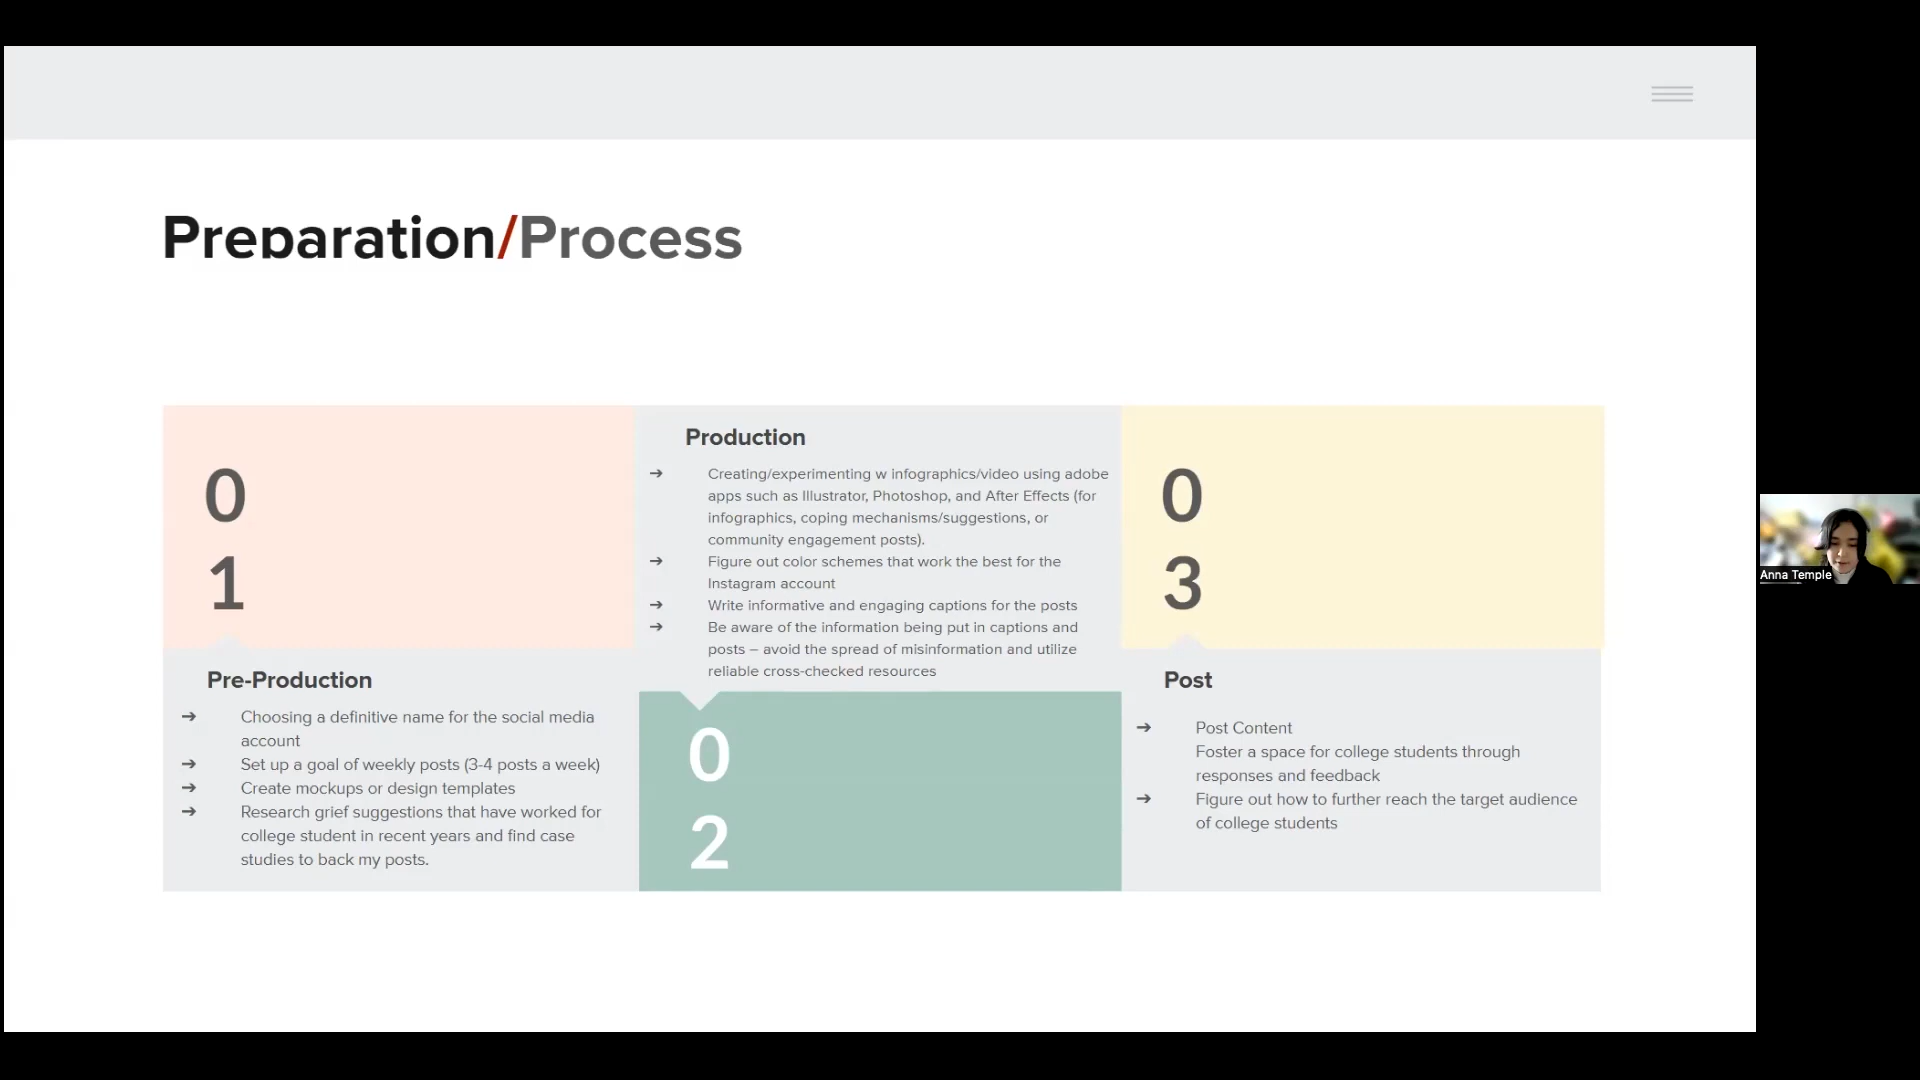 Preparation/Process
0
1
Pre-Production
➔ Choosing a definitive name for the social media
account
➔ Set up a goal of weekly posts (3-4 posts a week)
➔ Create mockups or design templates
➔ Research grief suggestions that have worked for
college student in recent years and find case
studies to back my posts.
Production
➔ Creating/experimenting w infographics/video using adobe
apps such as Illustrator, Photoshop, and After Effects (for
infographics, coping mechanisms/suggestions, or
community engagement posts).
➔ Figure out color schemes that work the best for the
Instagram account
➔ Write informative and engaging captions for the posts
➔ Be aware of the information being put in captions and
posts – avoid the spread of misinformation and utilize
reliable cross-checked resources
0
2
0
3
Post
➔ Post Content
Foster a space for college students through
responses and feedback
➔ Figure out how to further reach the target audience
of college students
Anna Temple